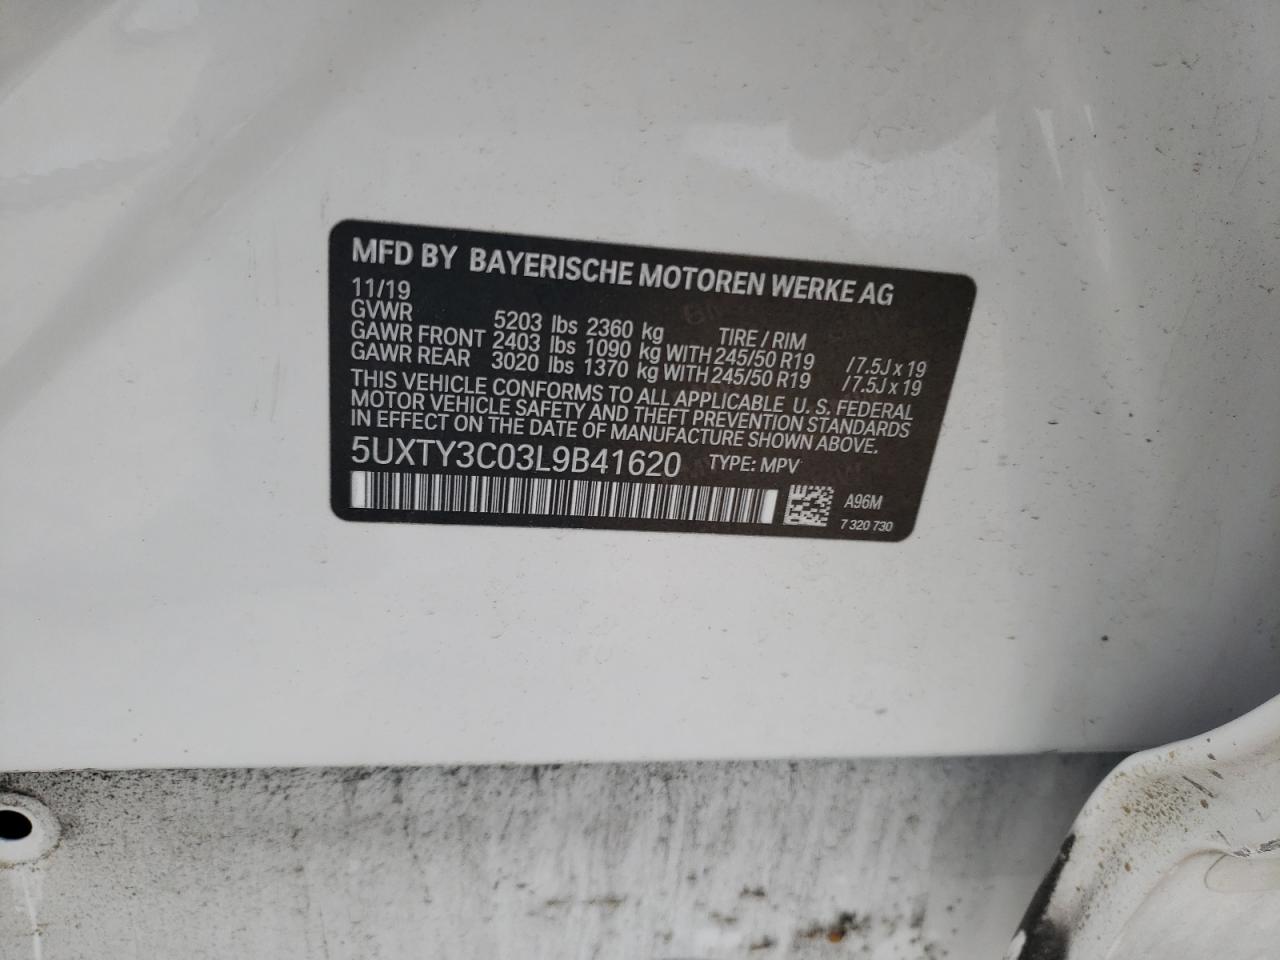 MFD BY BAYERISCHE MOTOREN WERKE AG
11/19
GVWR 5203 lbs 2360 kg TIRE / RIM
GAWR FRONT 2403 lbs 1090 kg WITH 245/50 R19 /7.5J x 19
GAWR REAR 3020 lbs 1370 kg WITH 245/50 R19 /7.5J x 19
THIS VEHICLE CONFORMS TO ALL APPLICABLE U. S. FEDERAL
MOTOR VEHICLE SAFETY AND THEFT PREVENTION STANDARDS
IN EFFECT ON THE DATE OF MANUFACTURE SHOWN ABOVE.
5UXTY3C03L9B41620 TYPE: MPV
A96M
7 320 730